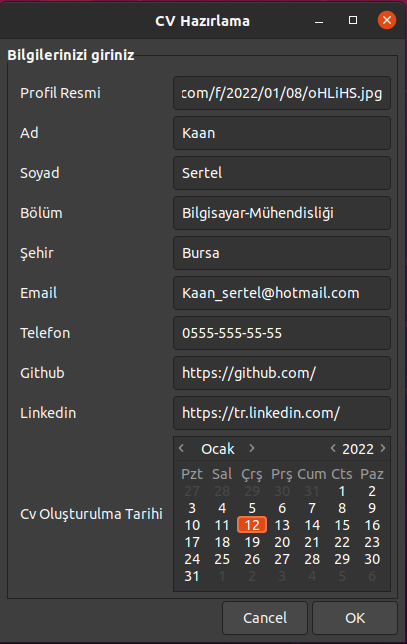 CV Hazırlama
Bilgilerinizi giriniz
Profil Resmi com/f/2022/01/08/oHLiHS.jpg
Ad Kaan
Soyad Sertel
Bölüm Bilgisayar-Mühendisliği
Şehir Bursa
Email Kaan_sertel@hotmail.com
Telefon 0555-555-55-55
Github https://github.com/
Linkedin https://tr.linkedin.com/
Cv Oluşturulma Tarihi
< Ocak > < 2022 >
Pzt Sal Çrş Prş Cum Cts Paz
27 28 29 30 31 1 2
3 4 5 6 7 8 9
10 11 12 13 14 15 16
17 18 19 20 21 22 23
24 25 26 27 28 29 30
31 1 2 3 4 5 6
Cancel OK